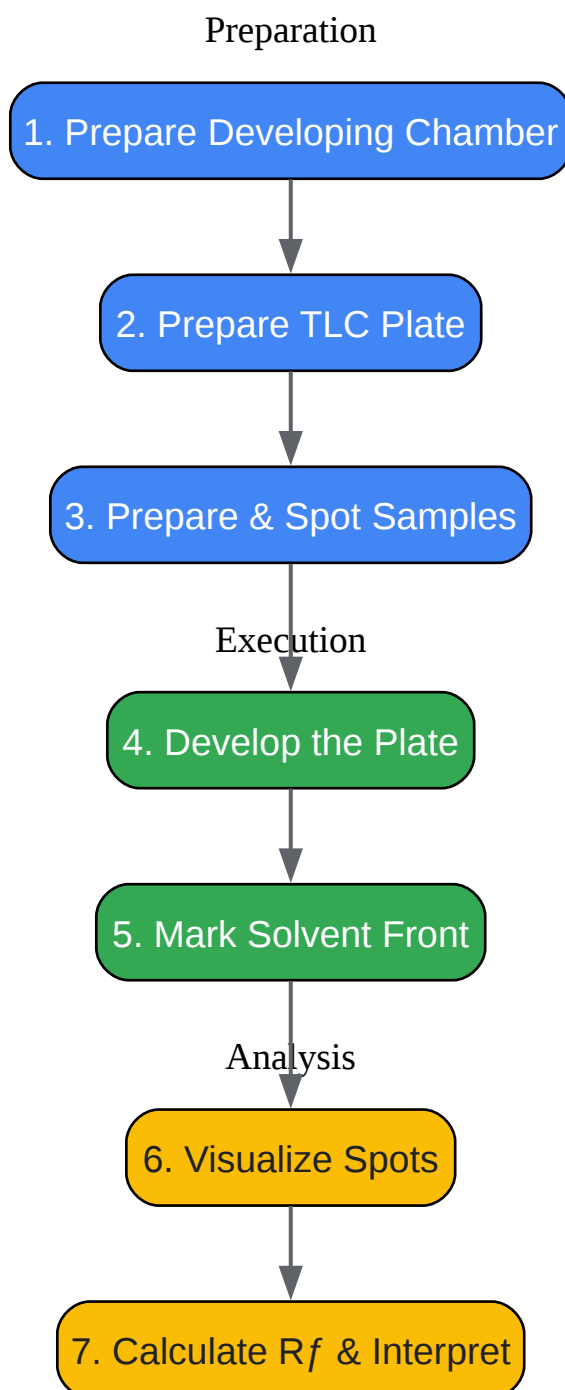 Preparation
1. Prepare Developing Chamber
2. Prepare TLC Plate
3. Prepare & Spot Samples
Execution
4. Develop the Plate
5. Mark Solvent Front
Analysis
6. Visualize Spots
7. Calculate Rƒ & Interpret